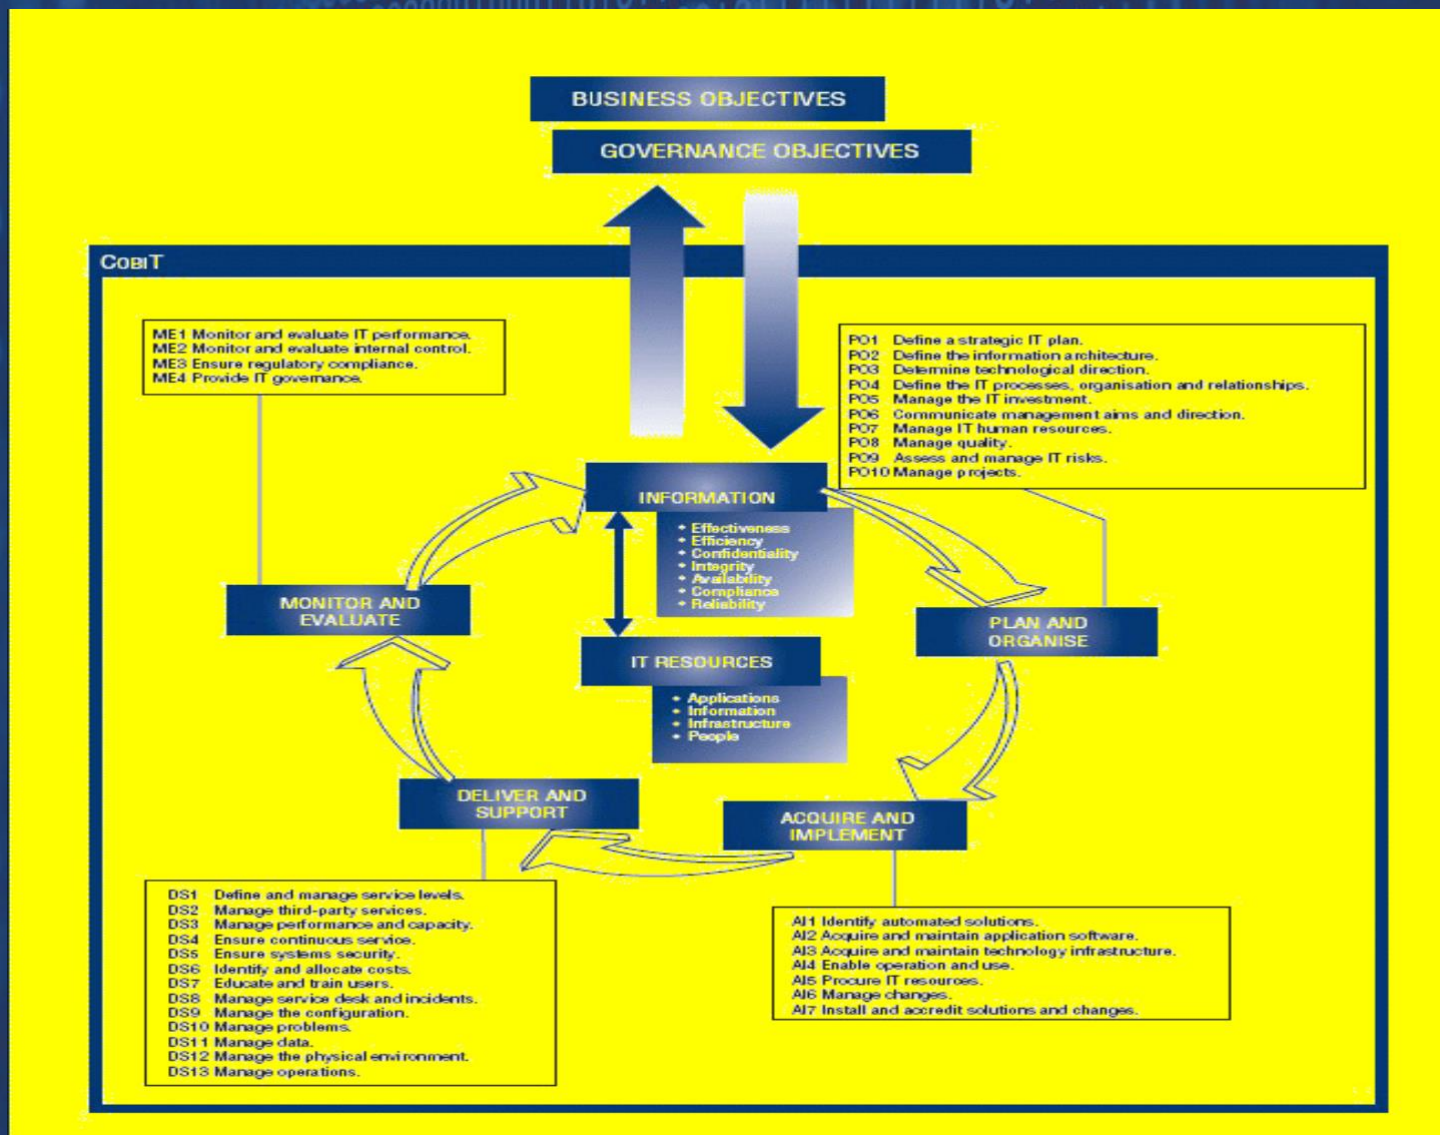 BUSINESS OBJECTIVES
GOVERNANCE OBJECTIVES
COBIT
ME1 Monitor and evaluate IT performance.
ME2 Monitor and evaluate internal control.
ME3 Ensure regulatory compliance.
ME4 Provide IT governance.
PO1 Define a strategic IT plan.
PO2 Define the information architecture.
PO3 Determine technological direction.
PO4 Define the IT processes, organisation and relationships.
PO5 Manage the IT investment.
PO6 Communicate management aims and direction.
PO7 Manage IT human resources.
PO8 Manage quality.
PO9 Assess and manage IT risks.
PO10 Manage projects.
INFORMATION
• Effectiveness
• Efficiency
• Confidentiality
• Integrity
• Availability
• Compliance
• Reliability
MONITOR AND
EVALUATE
PLAN AND
ORGANISE
IT RESOURCES
• Applications
• Information
• Infrastructure
• People
DELIVER AND
SUPPORT
ACQUIRE AND
IMPLEMENT
DS1 Define and manage service levels.
DS2 Manage third-party services.
DS3 Manage performance and capacity.
DS4 Ensure continuous service.
DS5 Ensure systems security.
DS6 Identify and allocate costs.
DS7 Educate and train users.
DS8 Manage service desk and incidents.
DS9 Manage the configuration.
DS10 Manage problems.
DS11 Manage data.
DS12 Manage the physical environment.
DS13 Manage operations.
AI1 Identify automated solutions.
AI2 Acquire and maintain application software.
AI3 Acquire and maintain technology infrastructure.
AI4 Enable operation and use.
AI5 Procure IT resources.
AI6 Manage changes.
AI7 Install and accredit solutions and changes.